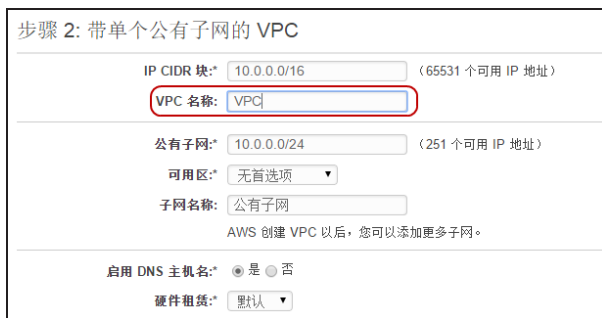 步骤 2: 带单个公有子网的 VPC
IP CIDR 块:* 10.0.0.0/16 （65531 个可用 IP 地址）
VPC 名称: VPC
公有子网:* 10.0.0.0/24 （251 个可用 IP 地址）
可用区:* 无首选项
子网名称: 公有子网
AWS 创建 VPC 以后，您可以添加更多子网。
启用 DNS 主机名:* 是 否
硬件租赁:* 默认